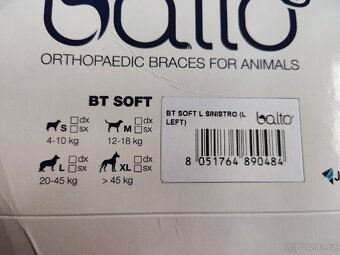 balto
ORTHOPAEDIC BRACES FOR ANIMALS
BT SOFT
S dx sx
4-10 kg
M dx sx
12-18 kg
L dx sx
20-45 kg
XL dx sx
> 45 kg
BT SOFT L SINISTRO (L
LEFT)
balto
8 051764 890484